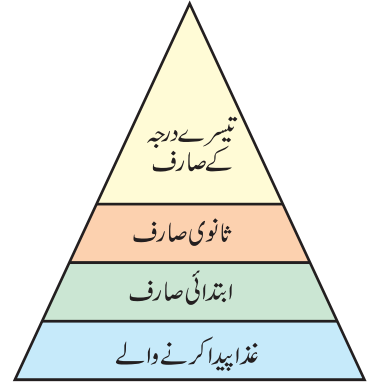 تیسرے درجہ
کے صارف
ثانوی صارف
ابتدائی صارف
غذا پیدا کرنے والے